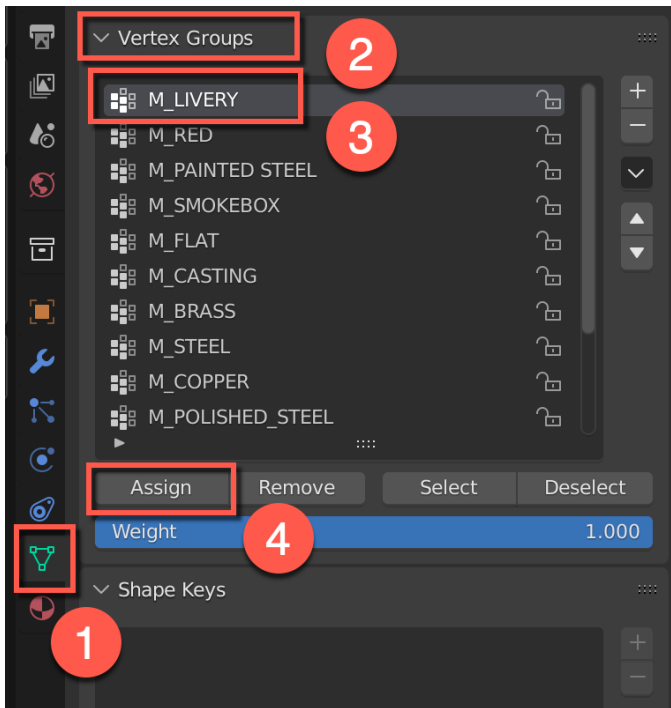 Vertex Groups
2
M_LIVERY
3
M_RED
M_PAINTED STEEL
M_SMOKEBOX
M_FLAT
M_CASTING
M_BRASS
M_STEEL
M_COPPER
M_POLISHED_STEEL
Assign Remove Select Deselect
Weight 1.000
4
Shape Keys
1